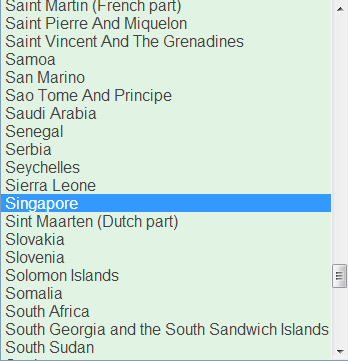 Saint Martin (French part)
Saint Pierre And Miquelon
Saint Vincent And The Grenadines
Samoa
San Marino
Sao Tome And Principe
Saudi Arabia
Senegal
Serbia
Seychelles
Sierra Leone
Singapore
Sint Maarten (Dutch part)
Slovakia
Slovenia
Solomon Islands
Somalia
South Africa
South Georgia and the South Sandwich Islands
South Sudan